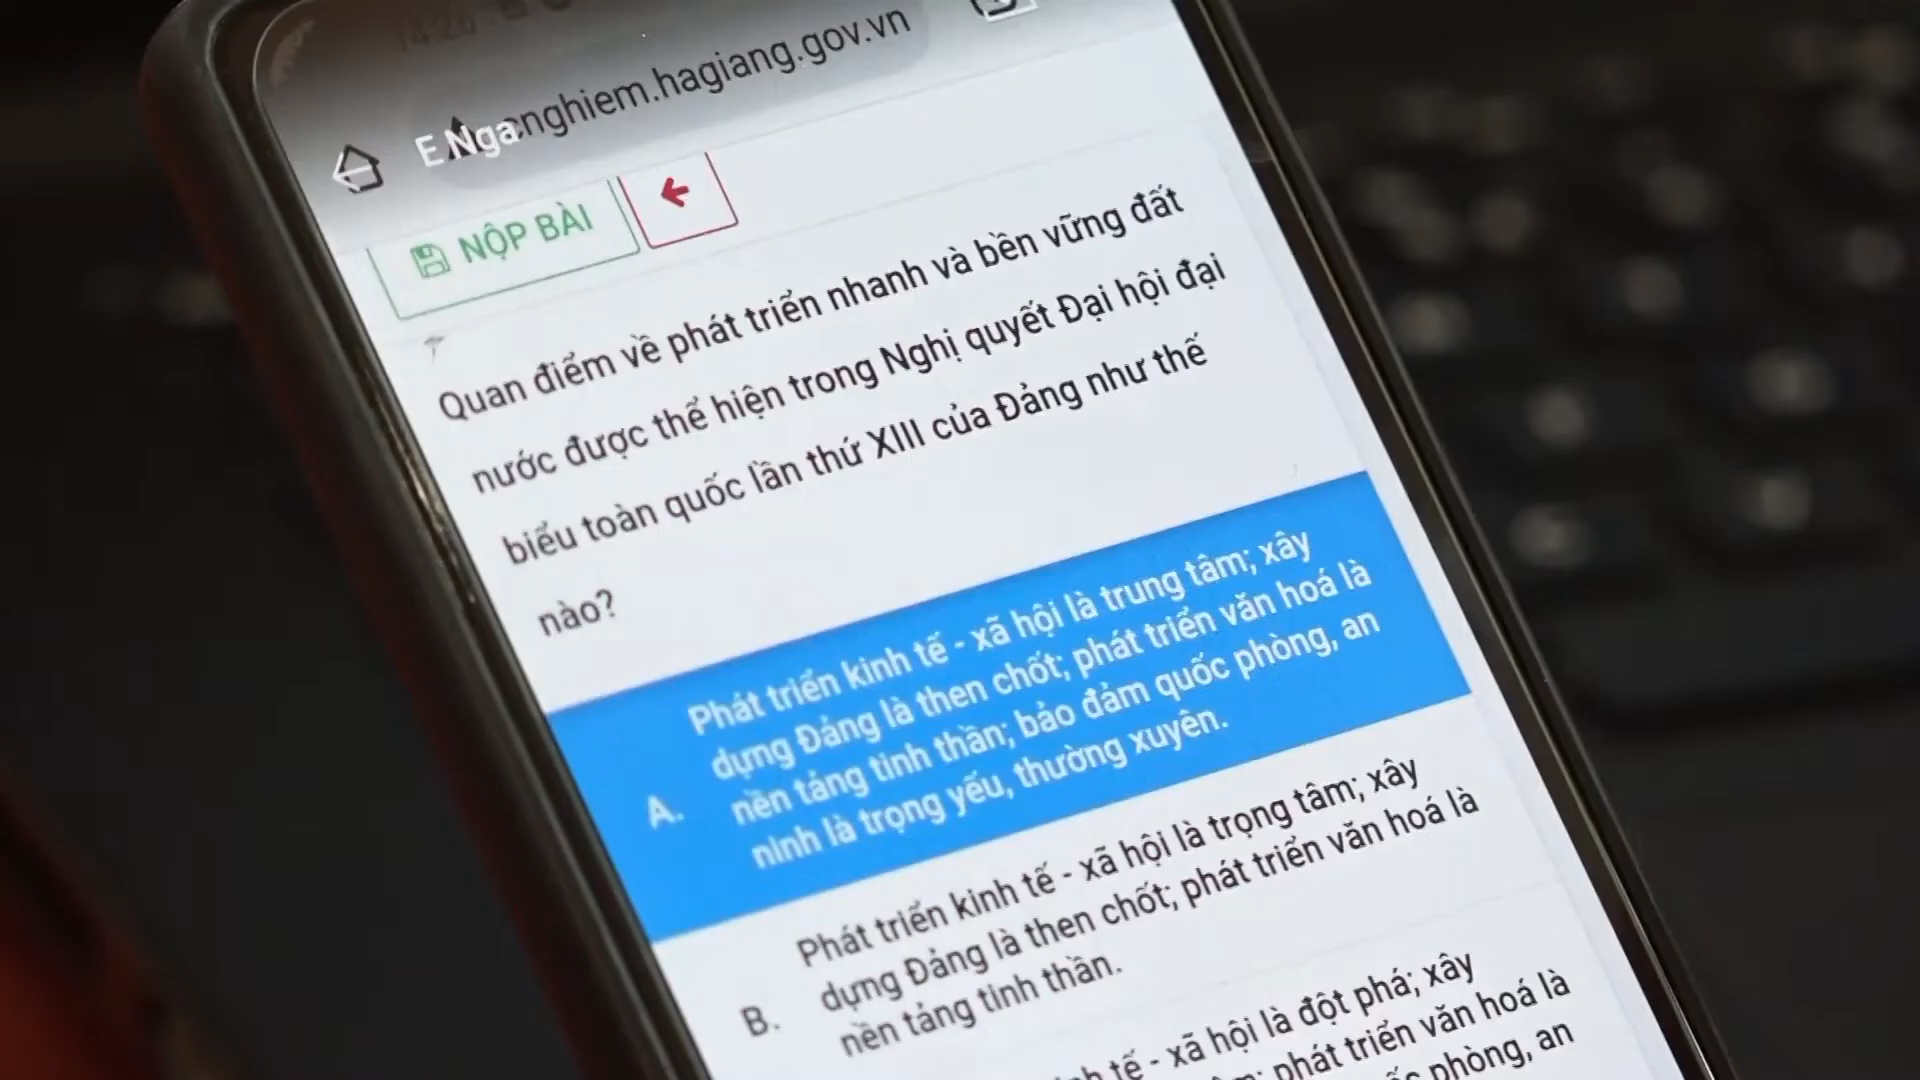 14:26
E Nga
cnghiem.hagiang.gov.vn
NỘP BÀI
Quan điểm về phát triển nhanh và bền vững đất
nước được thể hiện trong Nghị quyết Đại hội đại
biểu toàn quốc lần thứ XIII của Đảng như thế
nào?
A. Phát triển kinh tế - xã hội là trung tâm; xây
dựng Đảng là then chốt; phát triển văn hoá là
nền tảng tinh thần; bảo đảm quốc phòng, an
ninh là trọng yếu, thường xuyên.
B. Phát triển kinh tế - xã hội là trọng tâm; xây
dựng Đảng là then chốt; phát triển văn hoá là
nền tảng tinh thần.
tế - xã hội là đột phá; xây
phát triển văn hoá là
phòng, an